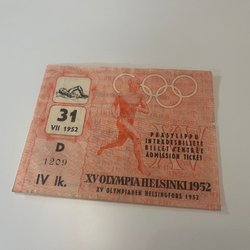 31
VII 1952
D
1209
IV lk.
PÄÄSYLIPPU
INTRÄDESBILJETT
BILLET D'ENTRÉE
ADMISSION TICKET
XV OLYMPIA HELSINKI 1952
XV OLYMPIADEN HELSINGFORS 1952